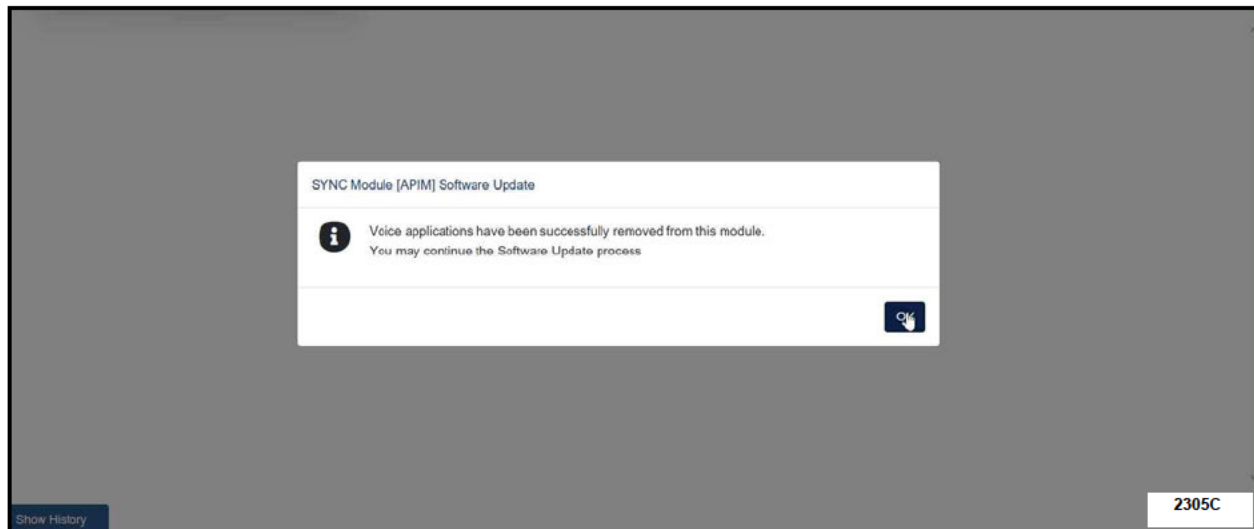 SYNC Module [APIM] Software Update
Voice applications have been successfully removed from this module.
You may continue the Software Update process
OK
2305C
Show History